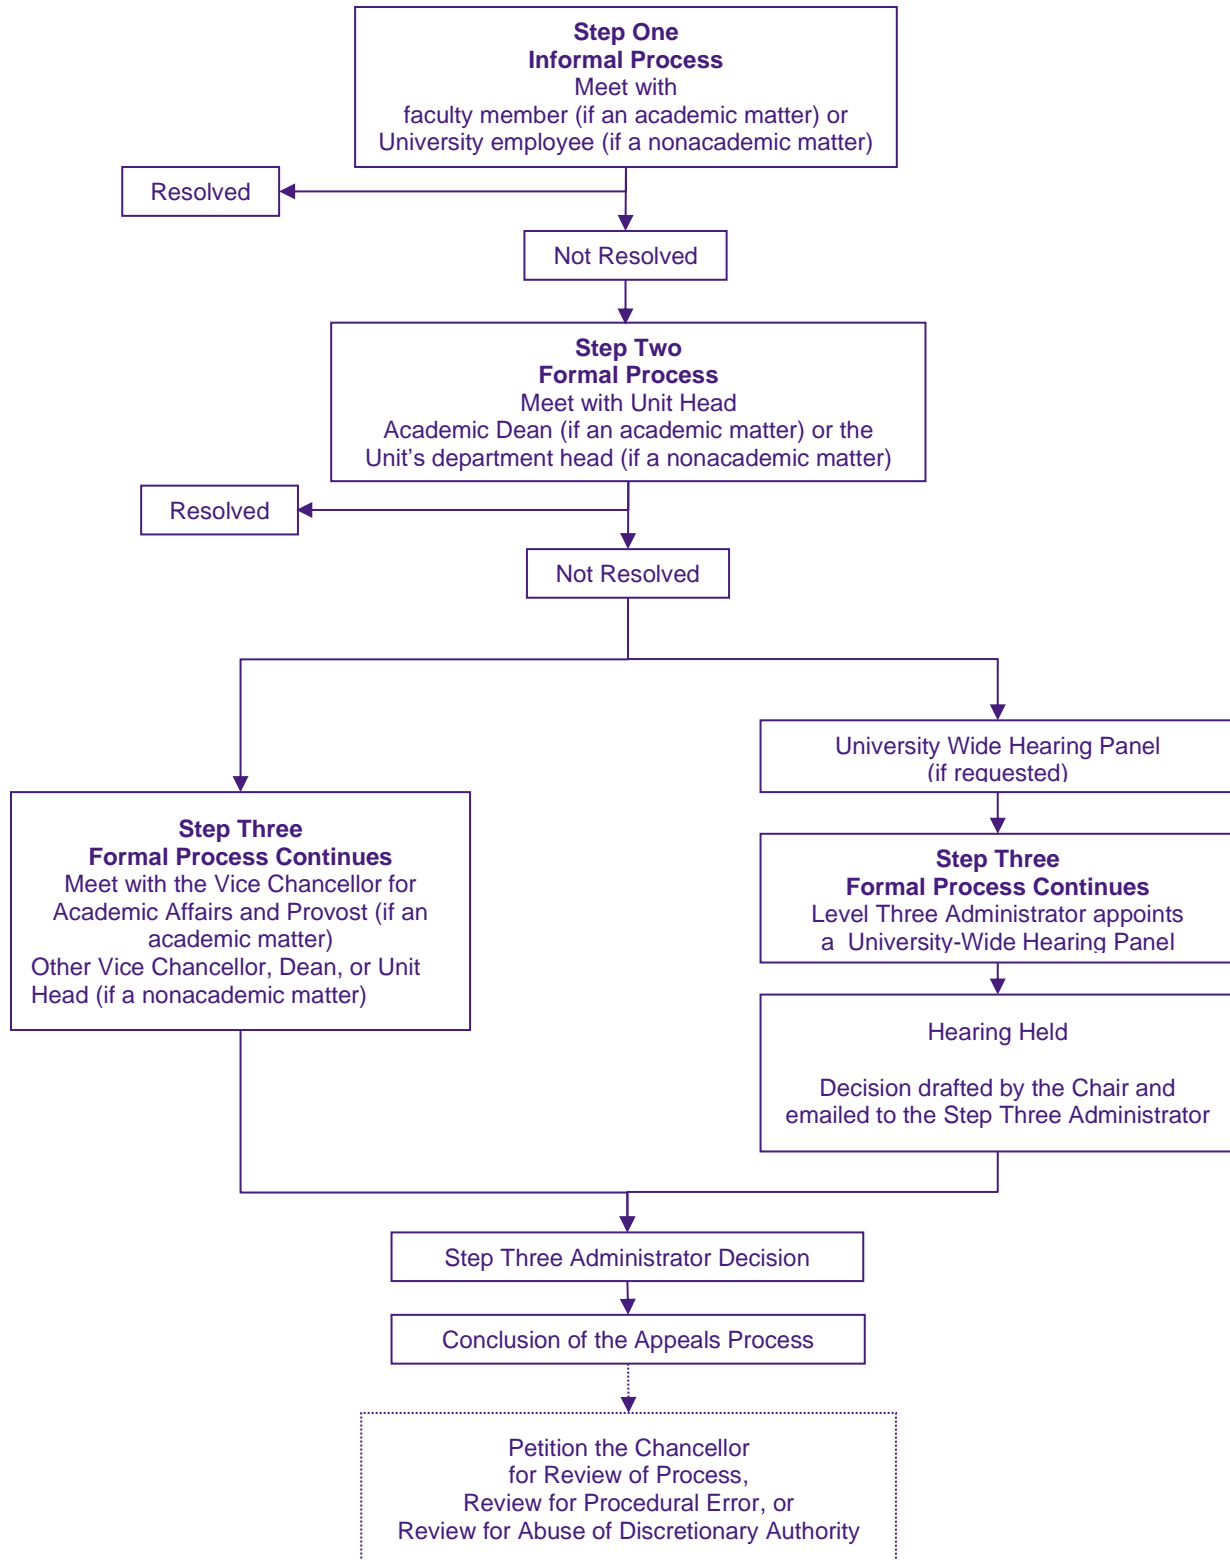 Step One
Informal Process
Meet with
faculty member (if an academic matter) or
University employee (if a nonacademic matter)
Resolved
Not Resolved
Step Two
Formal Process
Meet with Unit Head
Academic Dean (if an academic matter) or the
Unit’s department head (if a nonacademic matter)
Resolved
Not Resolved
University Wide Hearing Panel
(if requested)
Step Three
Formal Process Continues
Meet with the Vice Chancellor for
Academic Affairs and Provost (if an
academic matter)
Other Vice Chancellor, Dean, or Unit
Head (if a nonacademic matter)
Step Three
Formal Process Continues
Level Three Administrator appoints
a University-Wide Hearing Panel
Hearing Held
Decision drafted by the Chair and
emailed to the Step Three Administrator
Step Three Administrator Decision
Conclusion of the Appeals Process
Petition the Chancellor
for Review of Process,
Review for Procedural Error, or
Review for Abuse of Discretionary Authority